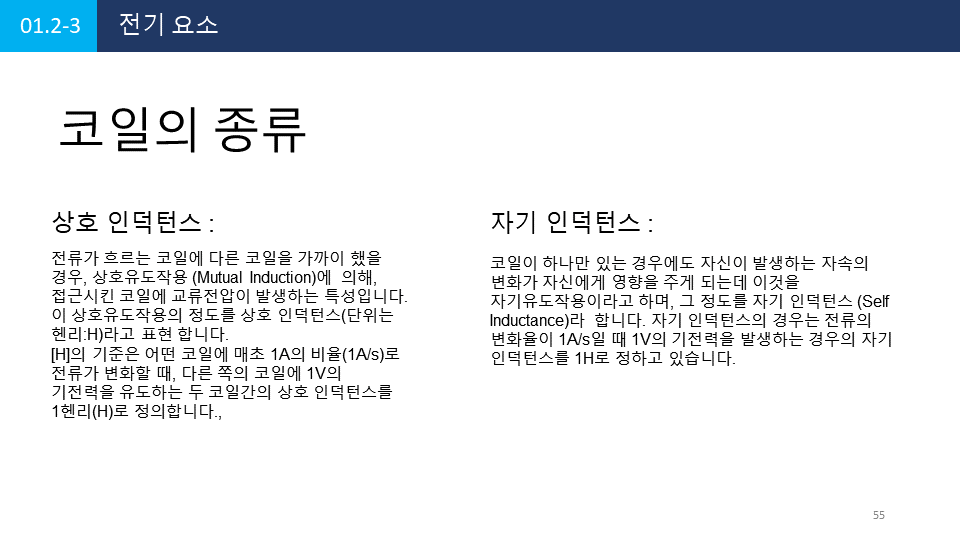 01.2-3 전기 요소
코일의 종류
상호 인덕턴스 :
전류가 흐르는 코일에 다른 코일을 가까이 했을
경우, 상호유도작용 (Mutual Induction)에 의해,
접근시킨 코일에 교류전압이 발생하는 특성입니다.
이 상호유도작용의 정도를 상호 인덕턴스(단위는
헨리:H)라고 표현 합니다.
[H]의 기준은 어떤 코일에 매초 1A의 비율(1A/s)로
전류가 변화할 때, 다른 쪽의 코일에 1V의
기전력을 유도하는 두 코일간의 상호 인덕턴스를
1헨리(H)로 정의합니다.,
자기 인덕턴스 :
코일이 하나만 있는 경우에도 자신이 발생하는 자속의
변화가 자신에게 영향을 주게 되는데 이것을
자기유도작용이라고 하며, 그 정도를 자기 인덕턴스 (Self
Inductance)라 합니다. 자기 인덕턴스의 경우는 전류의
변화율이 1A/s일 때 1V의 기전력을 발생하는 경우의 자기
인덕턴스를 1H로 정하고 있습니다.
55